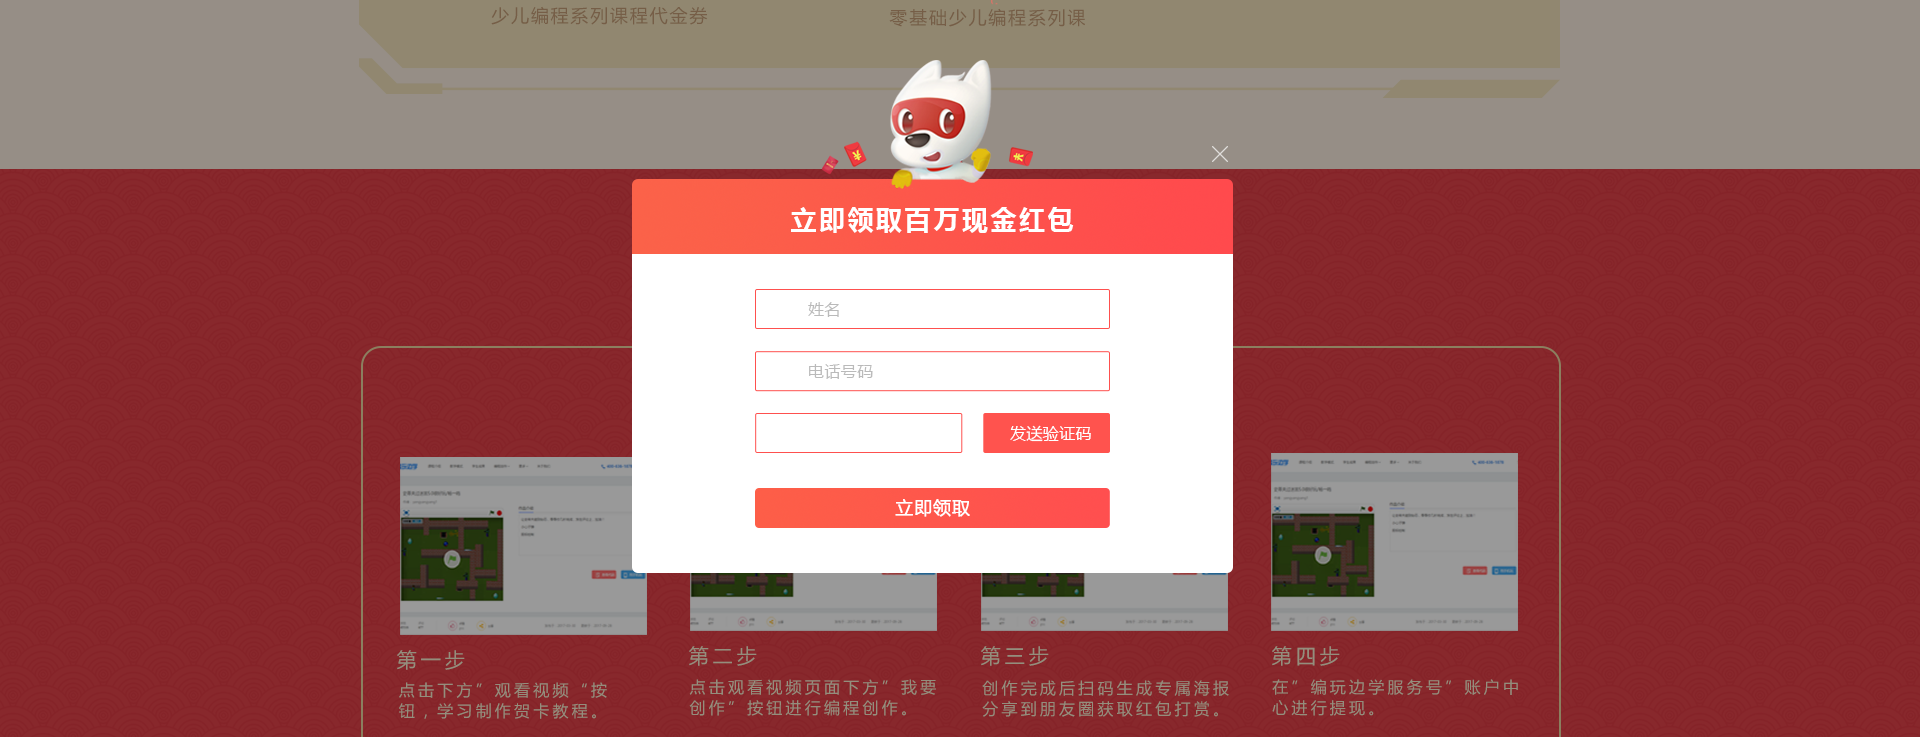 少儿编程系列课程代金券
零基础少儿编程系列课
立即领取百万现金红包
姓名
电话号码
发送验证码
立即领取
第一步
点击下方”观看视频“按
钮，学习制作贺卡教程。
第二步
点击观看视频页面下方”我要
创作”按钮进行编程创作。
第三步
创作完成后扫码生成专属海报
分享到朋友圈获取红包打赏。
第四步
在”编玩边学服务号”账户中
心进行提现。